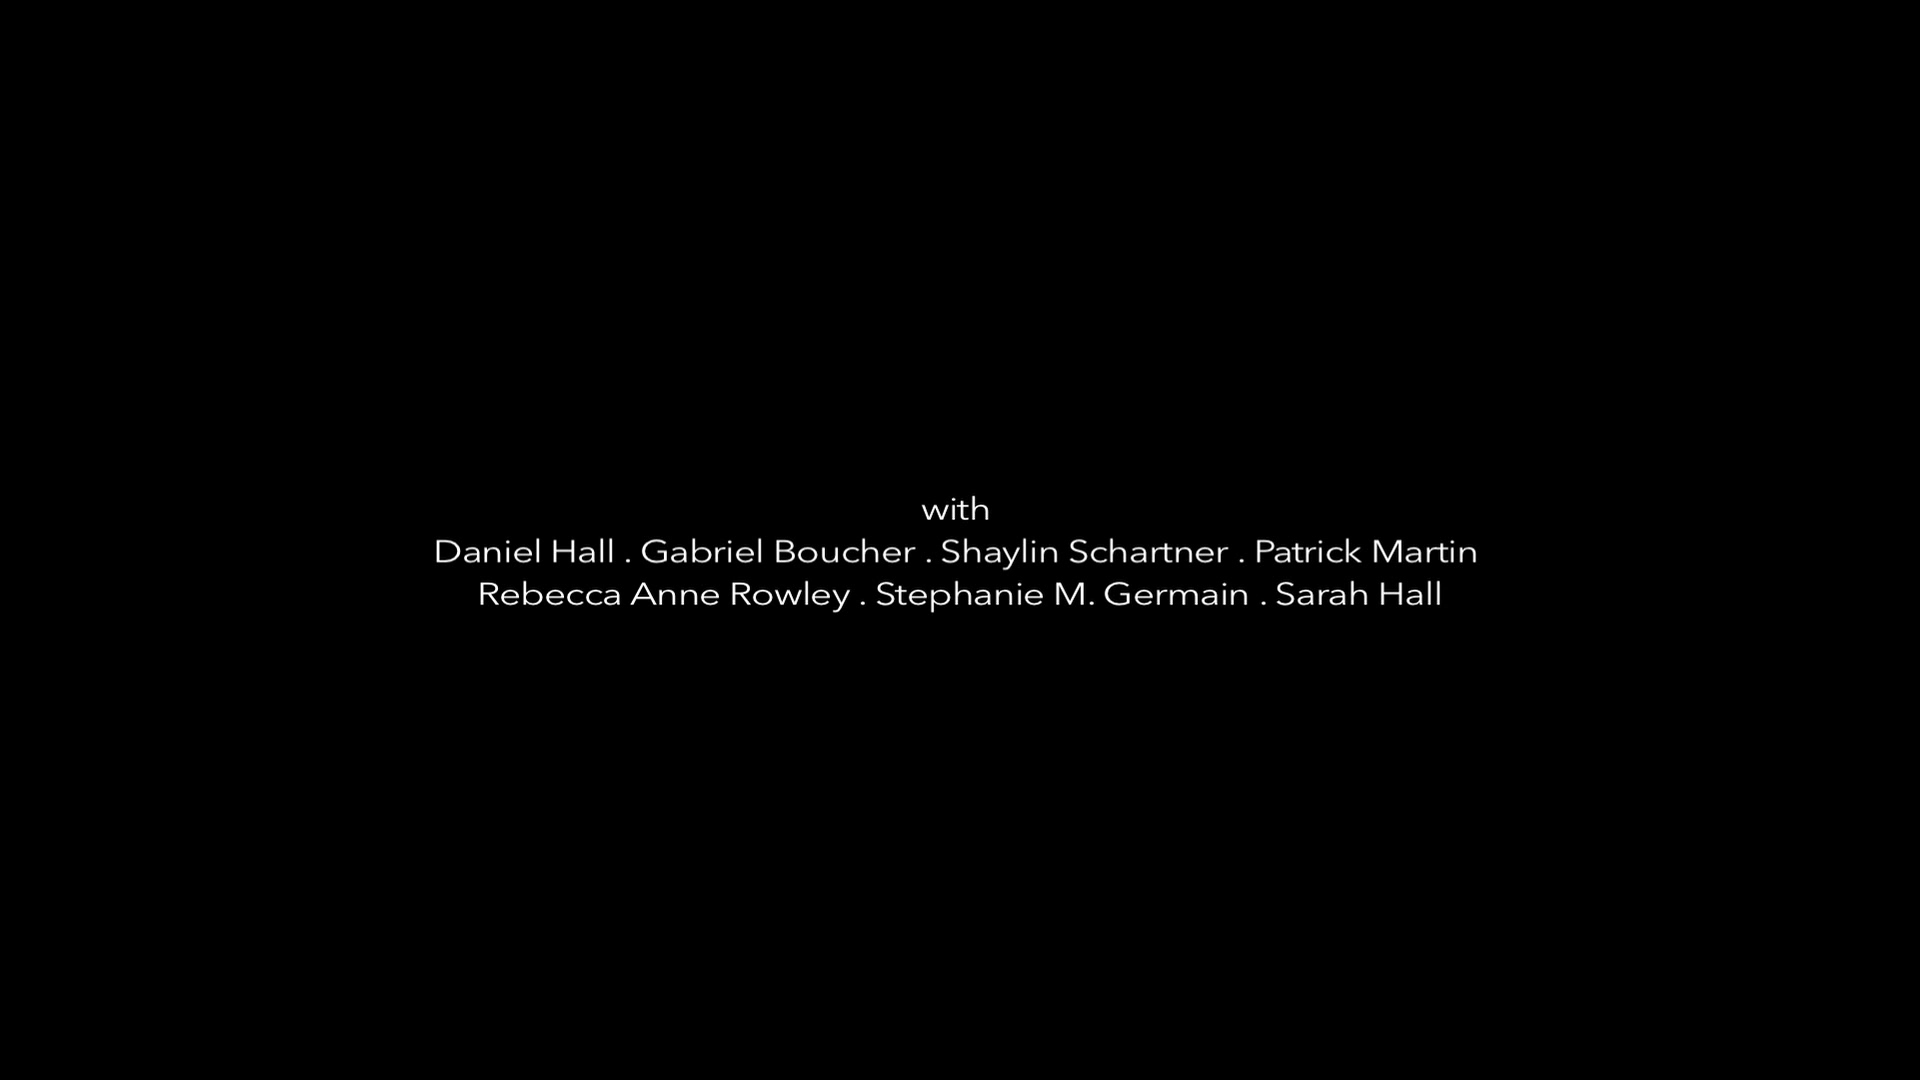 with
Daniel Hall . Gabriel Boucher . Shaylin Schartner . Patrick Martin
Rebecca Anne Rowley . Stephanie M. Germain . Sarah Hall